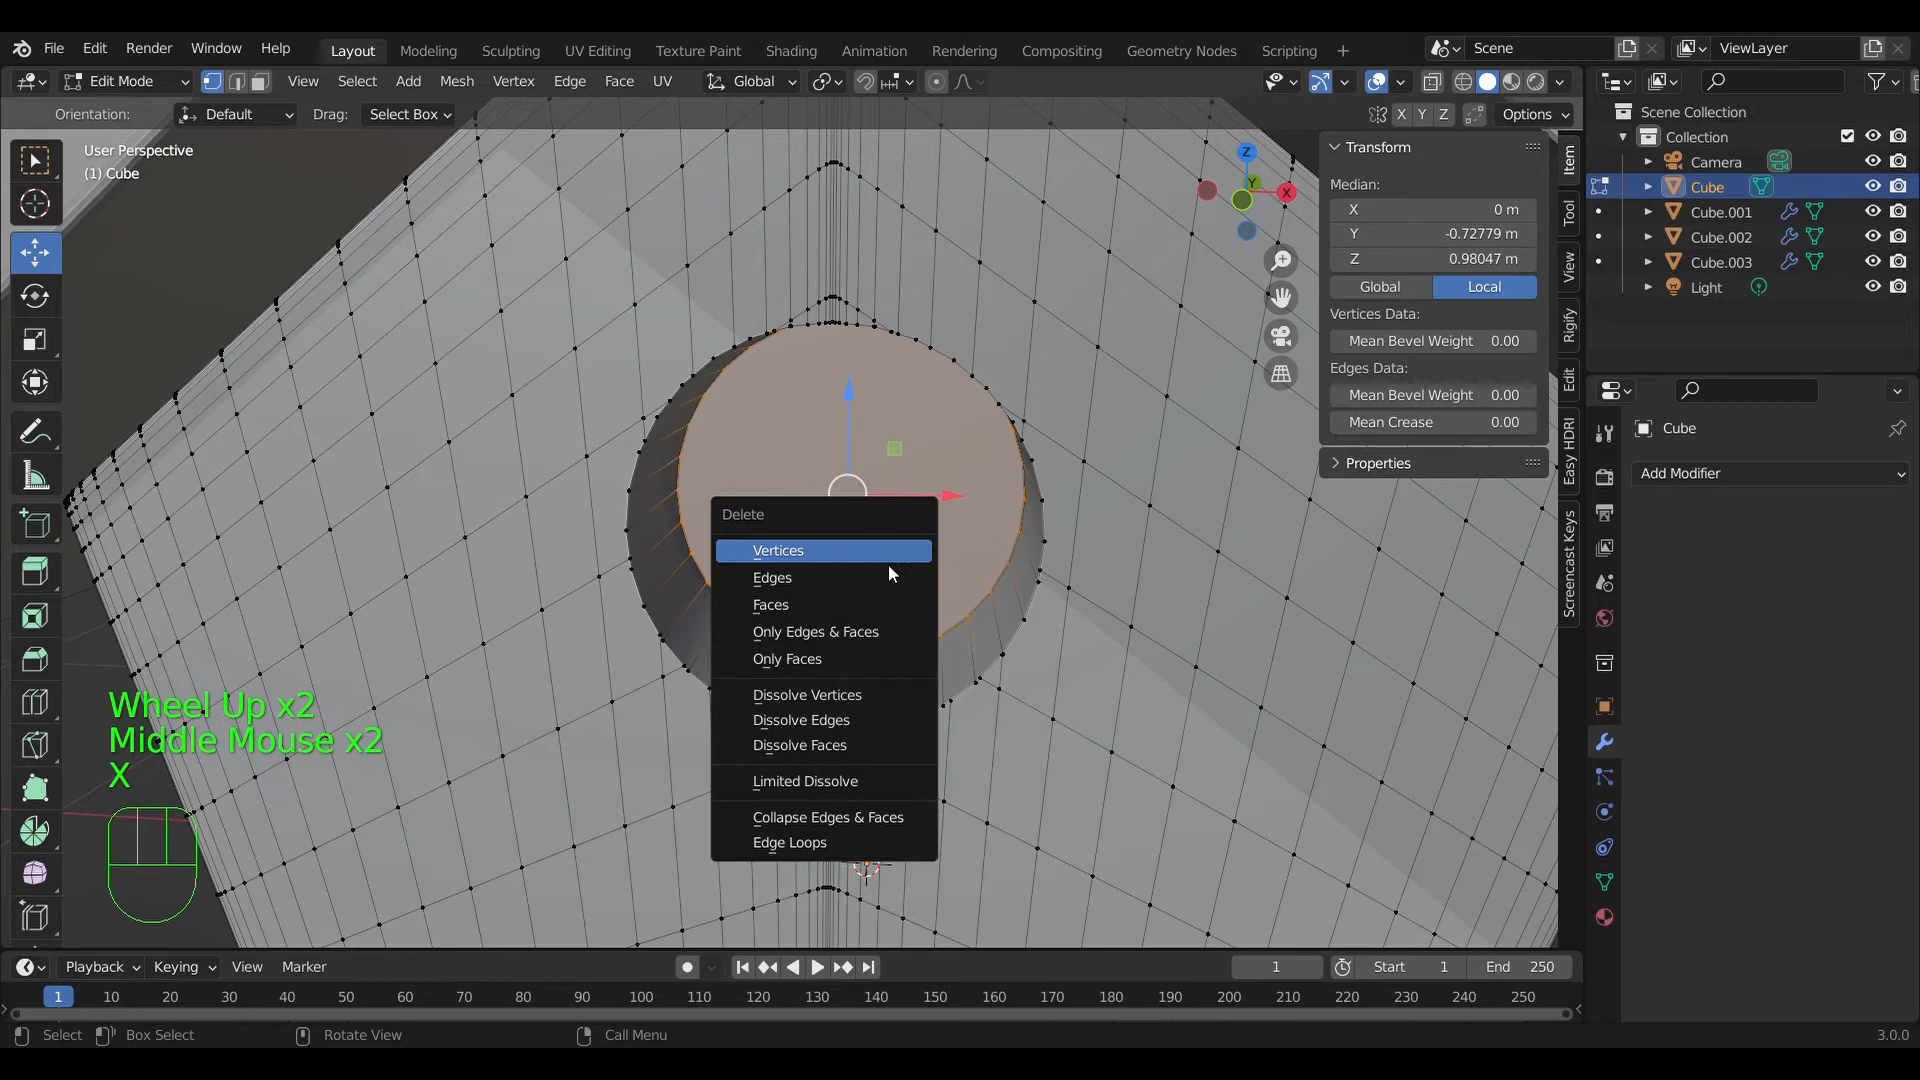 File Edit Render Window Help Layout Modeling Sculpting UV Editing Texture Paint Shading Animation Rendering Compositing Geometry Nodes Scripting + Scene ViewLayer
Edit Mode View Select Add Mesh Vertex Edge Face UV Global
Orientation: Default Drag: Select Box X Y Z Options
User Perspective
(1) Cube
Z
Y
X
Transform
Median:
X 0 m
Y -0.72779 m
Z 0.98047 m
Global Local
Vertices Data:
Mean Bevel Weight 0.00
Edges Data:
Mean Bevel Weight 0.00
Mean Crease 0.00
Properties
Item
Tool
View
Rigify
Edit
Easy HDRI
Screencast Keys
Scene Collection
Collection
Camera
Cube
Cube.001
Cube.002
Cube.003
Light
Cube
Add Modifier
Delete
Vertices
Edges
Faces
Only Edges & Faces
Only Faces
Dissolve Vertices
Dissolve Edges
Dissolve Faces
Limited Dissolve
Collapse Edges & Faces
Edge Loops
Wheel Up x2
Middle Mouse x2
X
Playback Keying View Marker 1 Start 1 End 250
1 10 20 30 40 50 60 70 80 90 100 110 120 130 140 150 160 170 180 190 200 210 220 230 240 250
Select Box Select Rotate View Call Menu 3.0.0